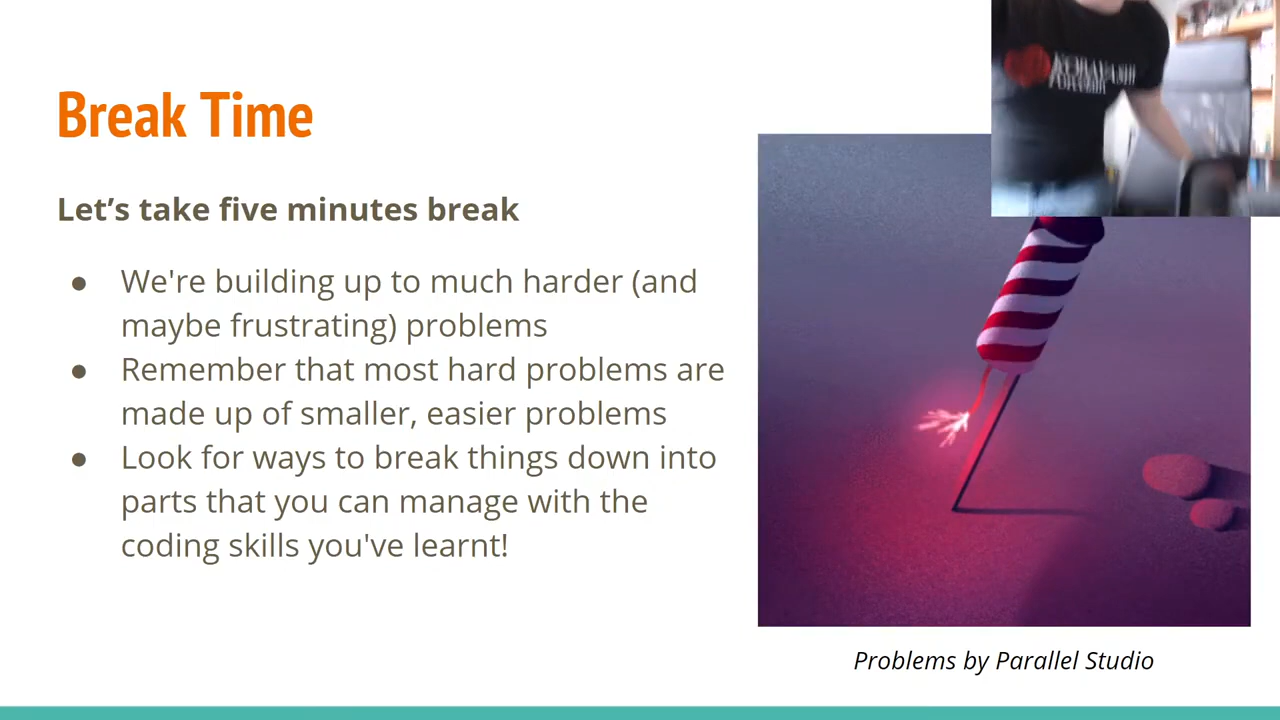 Break Time
Let’s take five minutes break
● We're building up to much harder (and
maybe frustrating) problems
● Remember that most hard problems are
made up of smaller, easier problems
● Look for ways to break things down into
parts that you can manage with the
coding skills you've learnt!
Problems by Parallel Studio